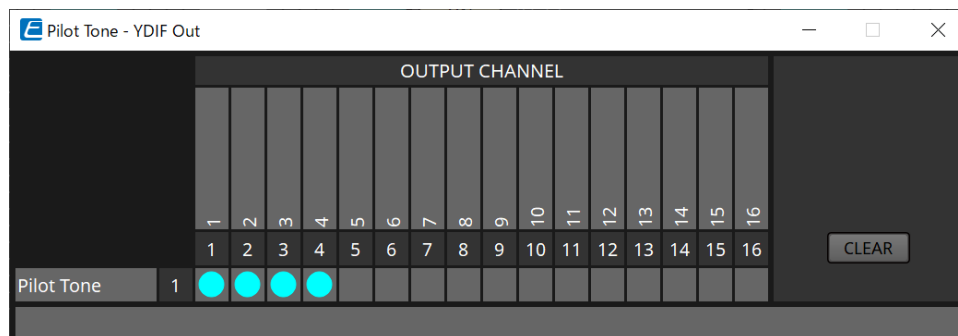 E Pilot Tone - YDIF Out
OUTPUT CHANNEL
1 2 3 4 5 6 7 8 9 10 11 12 13 14 15 16
1 2 3 4 5 6 7 8 9 10 11 12 13 14 15 16
CLEAR
Pilot Tone 1